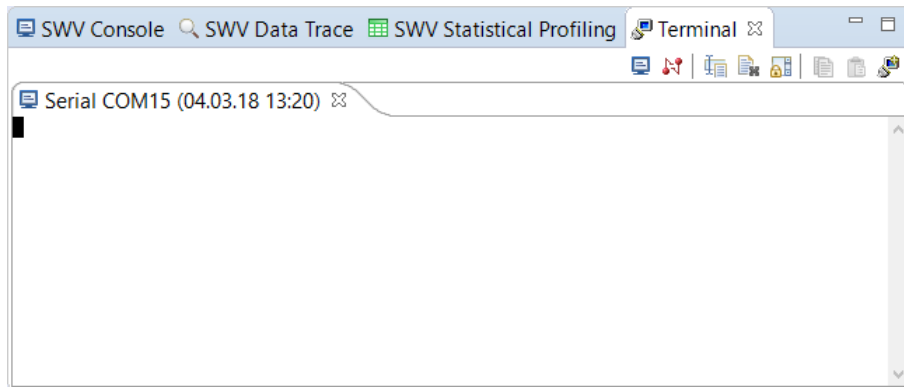 SWV Console SWV Data Trace SWV Statistical Profiling Terminal
Serial COM15 (04.03.18 13:20)